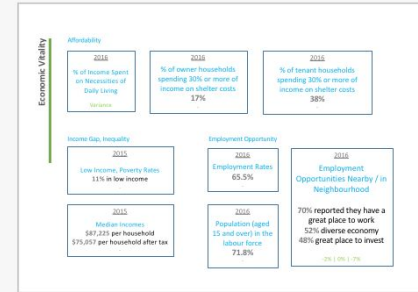 Economic Vitality
Affordability
2016
% of Income Spent
on Necessities of
Daily Living
Variance
2016
% of owner households
spending 30% or more of
income on shelter costs
17%
2016
% of tenant households
spending 30% or more of
income on shelter costs
38%
Income Gap, Inequality
2015
Low Income, Poverty Rates
11% in low income
2015
Median Incomes
$87,225 per household
$75,057 per household after tax
Employment Opportunity
2016
Employment Rates
65.5%
2016
Population (aged
15 and over) in the
labour force
71.8%
2016
Employment
Opportunities Nearby / in
Neighbourhood
70% reported they have a
great place to work
52% diverse economy
48% great place to invest